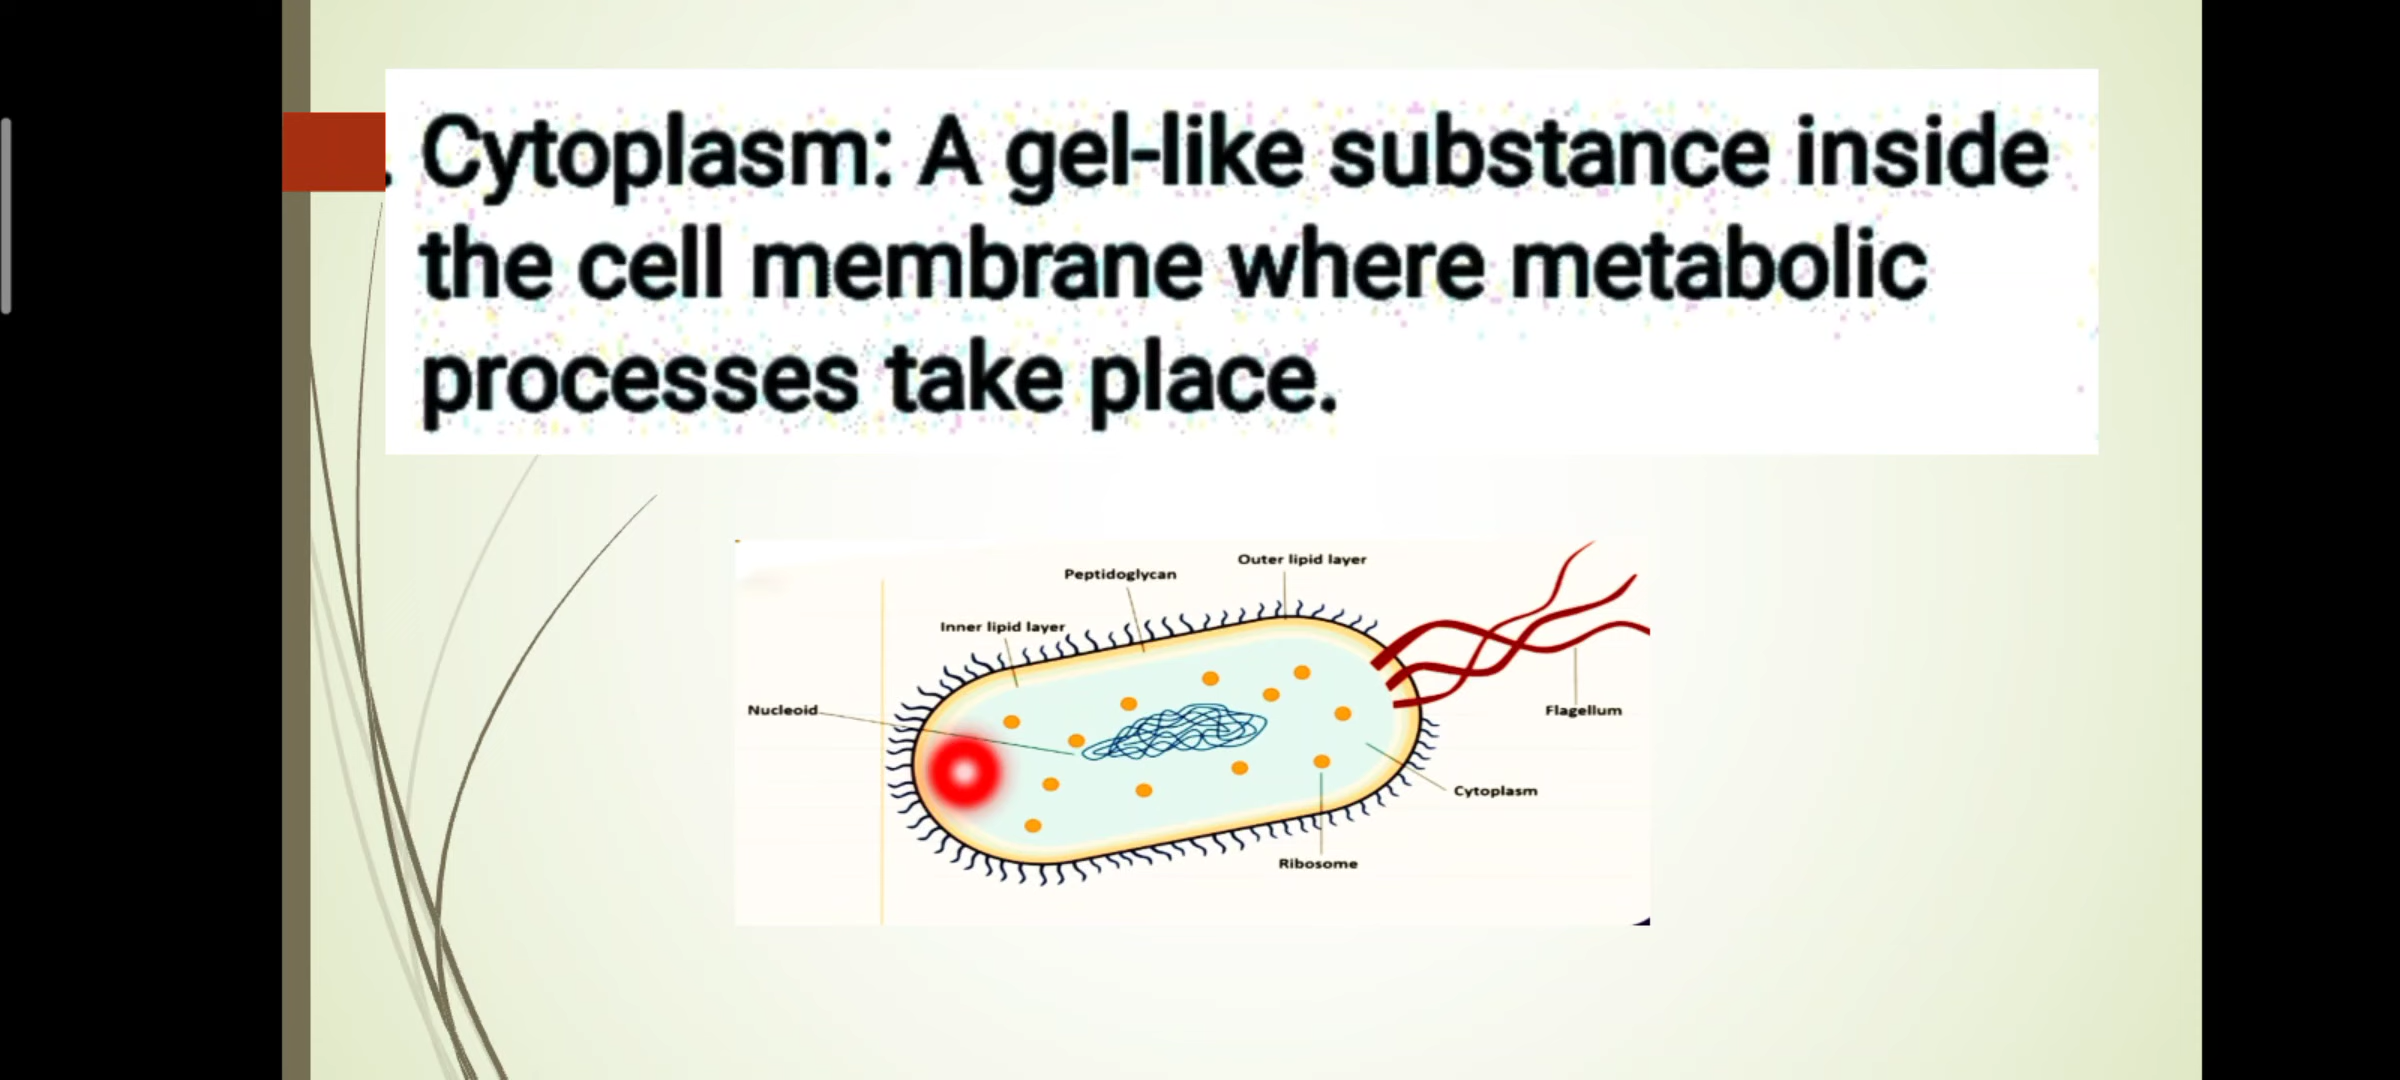 . Cytoplasm: A gel-like substance inside
the cell membrane where metabolic
processes take place.
Outer lipid layer
Peptidoglycan
Inner lipid layer
Nucleoid
Flagellum
Cytoplasm
Ribosome